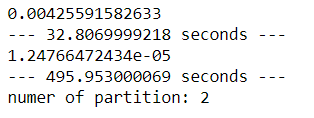 0.00425591582633
--- 32.8069999218 seconds ---
1.24766472434e-05
--- 495.953000069 seconds ---
numer of partition: 2